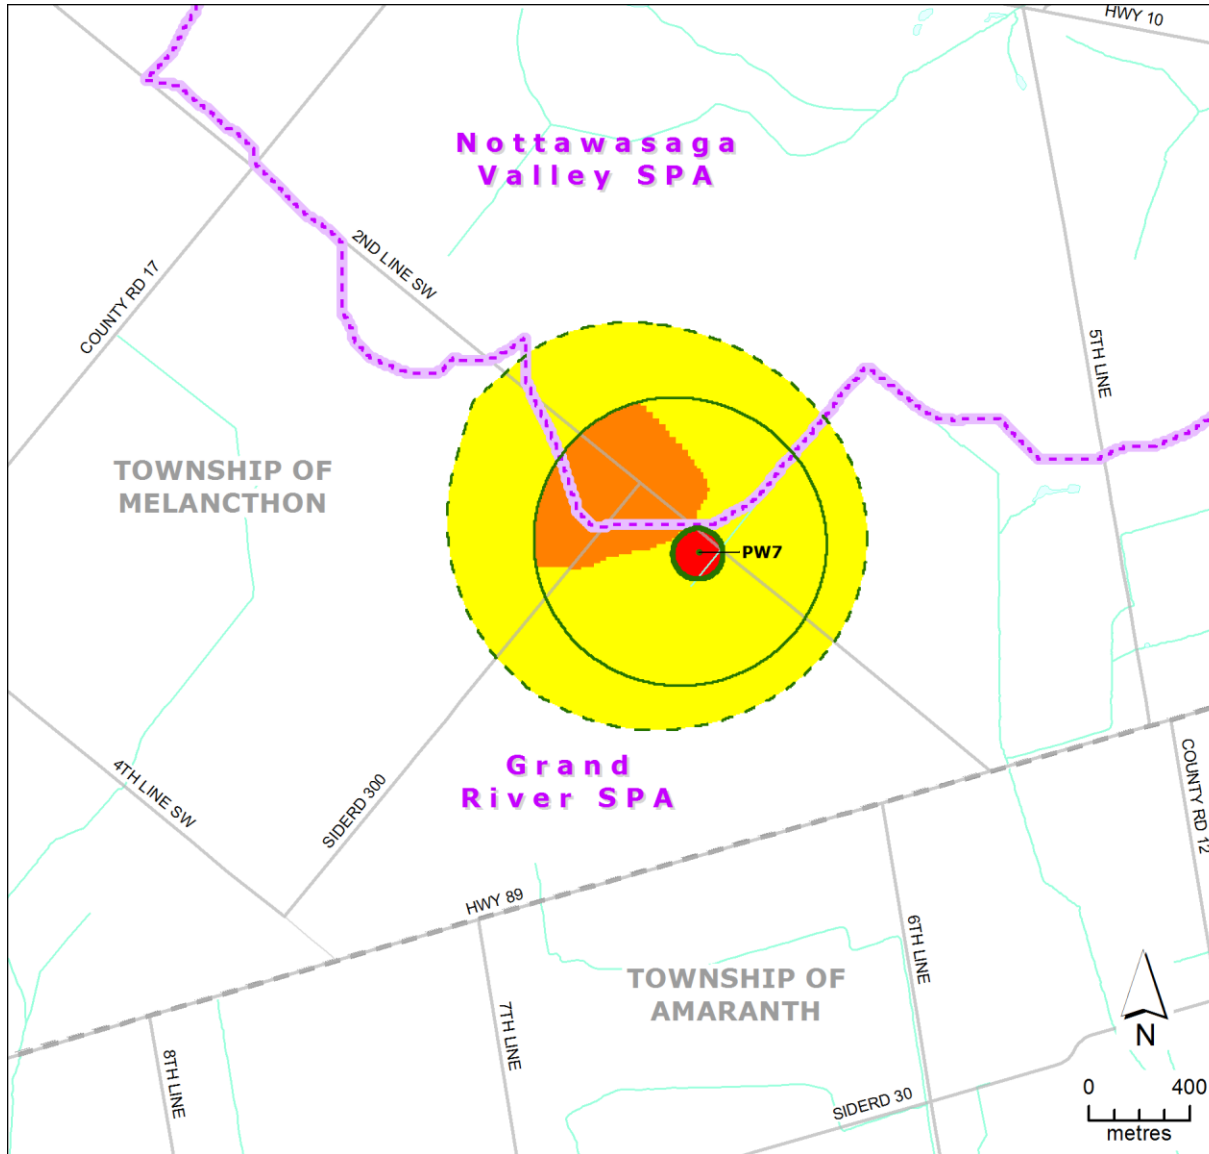 HWY 10
Nottawasaga
Valley SPA
2ND LINE SW
COUNTY RD 17
5TH LINE
TOWNSHIP OF
MELANCTHON
PW7
Grand
River SPA
4TH LINE SW
SIDERD 300
COUNTY RD 12
HWY 89
6TH LINE
TOWNSHIP OF
AMARANTH
7TH LINE
8TH LINE
SIDERD 30
N
0 400
metres